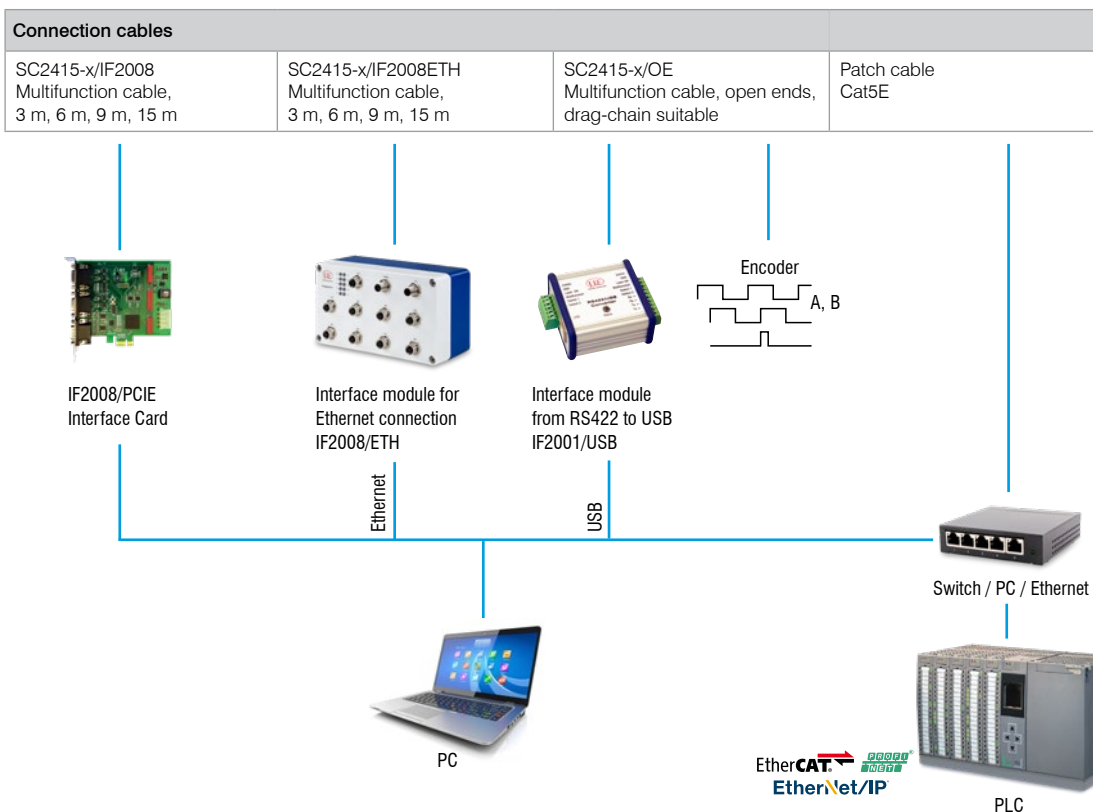 Connection cables
SC2415-x/IF2008
Multifunction cable,
3 m, 6 m, 9 m, 15 m
SC2415-x/IF2008ETH
Multifunction cable,
3 m, 6 m, 9 m, 15 m
SC2415-x/OE
Multifunction cable, open ends,
drag-chain suitable
Patch cable
Cat5E
Encoder
A, B
IF2008/PCIE
Interface Card
Interface module for
Ethernet connection
IF2008/ETH
Interface module
from RS422 to USB
IF2001/USB
Ethernet
USB
Switch / PC / Ethernet
PC
EtherCAT®
PROFI
NET®
EtherNet/IP
PLC